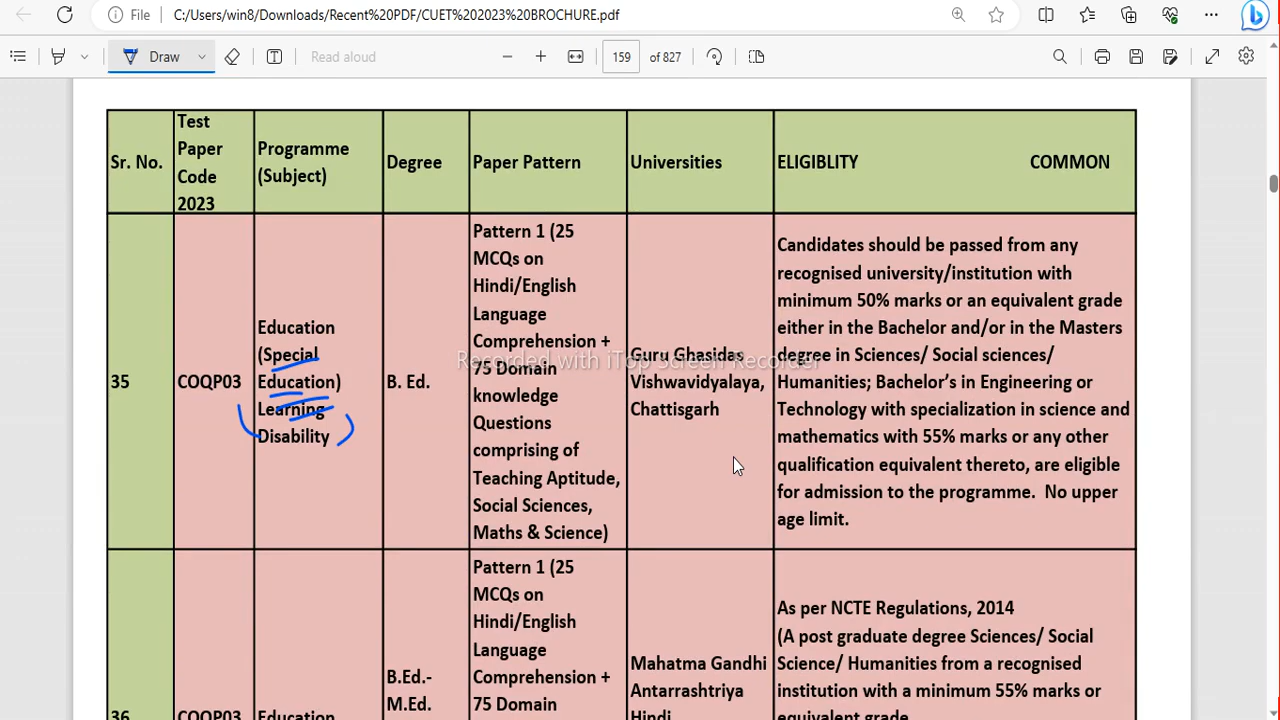 File
C:/Users/win8/Downloads/Recent%20PDF/CUET%202023%20BROCHURE.pdf
Draw
Read aloud
159
of 827
Sr. No.
Test
Paper
Code
2023
Programme
(Subject)
Degree
Paper Pattern
Universities
ELIGIBLITY COMMON
35
COQP03
Education
(Special
Education)
Learning
Disability
B. Ed.
Pattern 1 (25
MCQs on
Hindi/English
Language
Comprehension +
75 Domain
knowledge
Questions
comprising of
Teaching Aptitude,
Social Sciences,
Maths & Science)
Guru Ghasidas
Vishwavidyalaya,
Chattisgarh
Candidates should be passed from any
recognised university/institution with
minimum 50% marks or an equivalent grade
either in the Bachelor and/or in the Masters
degree in Sciences/ Social sciences/
Humanities; Bachelor's in Engineering or
Technology with specialization in science and
mathematics with 55% marks or any other
qualification equivalent thereto, are eligible
for admission to the programme. No upper
age limit.
Recorded with iTop Screen Recorder
36
COQP03
Education
B.Ed.-
M.Ed.
Pattern 1 (25
MCQs on
Hindi/English
Language
Comprehension +
75 Domain
Mahatma Gandhi
Antarrashtriya
Hindi
As per NCTE Regulations, 2014
(A post graduate degree Sciences/ Social
Science/ Humanities from a recognised
institution with a minimum 55% marks or
equivalent grade